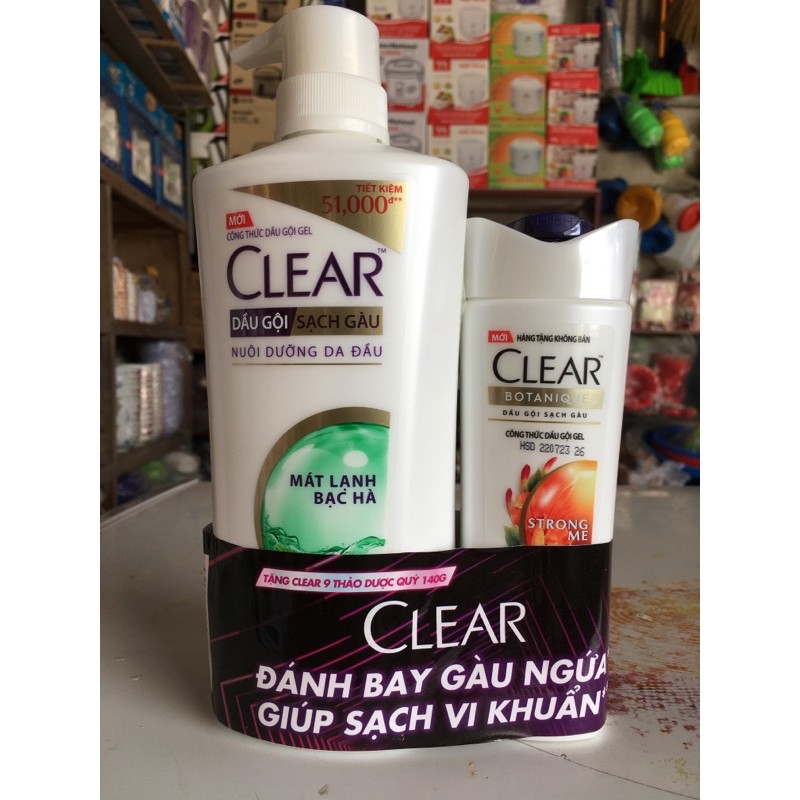 TIẾT KIỆM
51,000đ**
MỚI
CÔNG THỨC DẦU GỘI GEL
CLEAR™
DẦU GỘI SẠCH GÀU
NUÔI DƯỠNG DA ĐẦU
MÁT LẠNH
BẠC HÀ
MỚI HÀNG TẶNG KHÔNG BÁN
CLEAR™
BOTANIQUE
DẦU GỘI SẠCH GÀU
CÔNG THỨC DẦU GỘI GEL
HSD 220723 26
STRONG
ME
TẶNG CLEAR 9 THẢO DƯỢC QUÝ 140G
CLEAR
ĐÁNH BAY GÀU NGỨA
GIÚP SẠCH VI KHUẨN